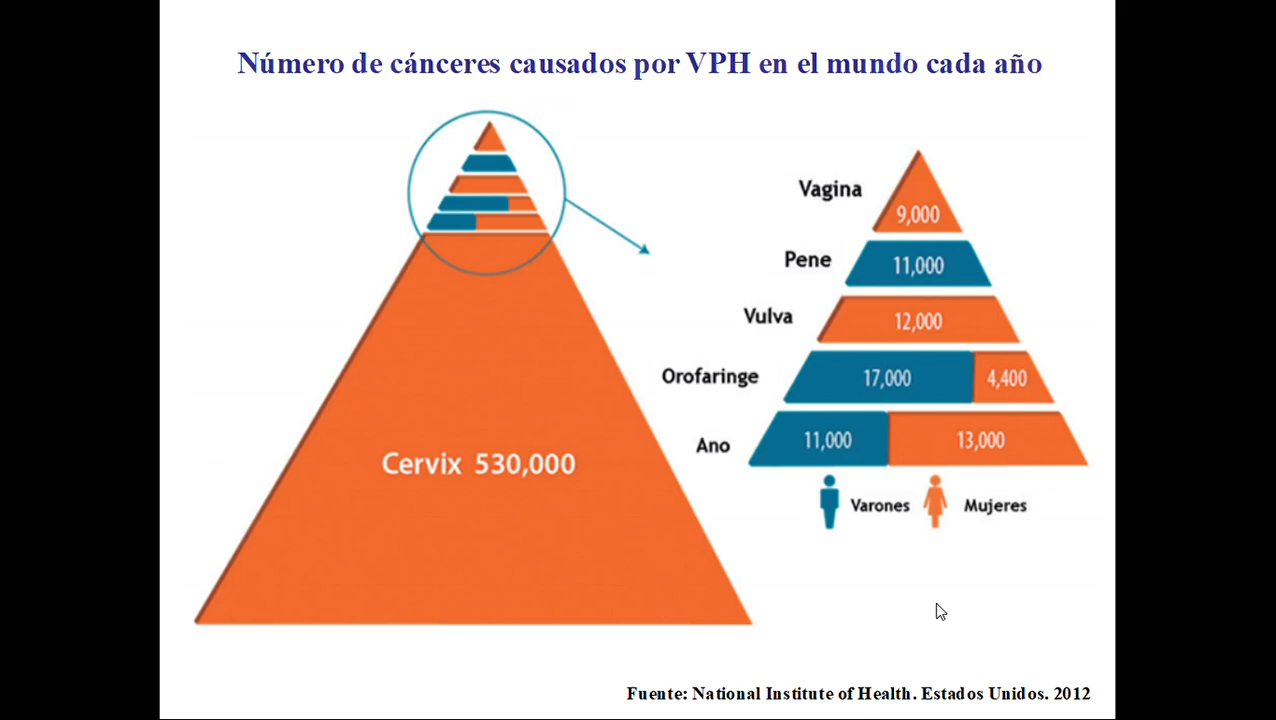 Número de cánceres causados por VPH en el mundo cada año
Cervix 530,000
Vagina 9,000
Pene 11,000
Vulva 12,000
Orofaringe 17,000 4,400
Ano 11,000 13,000
Varones Mujeres
Fuente: National Institute of Health. Estados Unidos. 2012